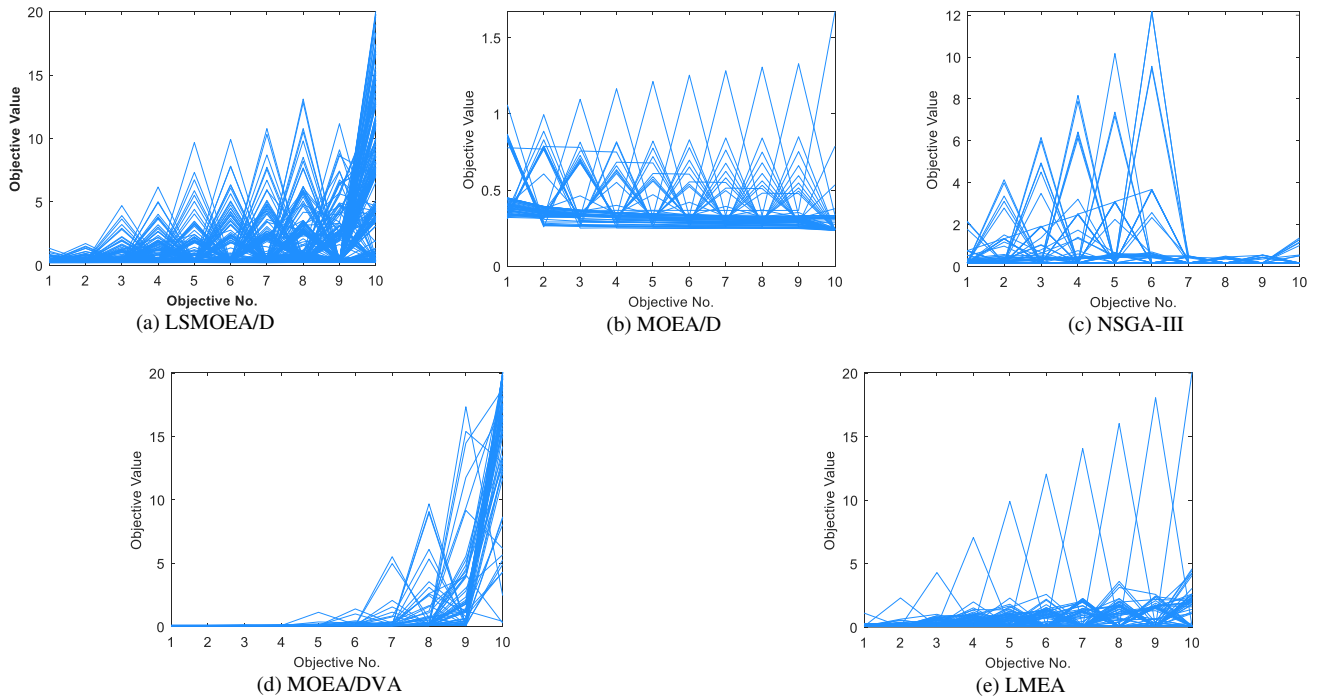 20
15
10
5
0
Objective Value
1 2 3 4 5 6 7 8 9 10
Objective No.
(a) LSMOEA/D
1.5
1
0.5
0
Objective Value
1 2 3 4 5 6 7 8 9 10
Objective No.
(b) MOEA/D
12
10
8
6
4
2
0
Objective Value
1 2 3 4 5 6 7 8 9 10
Objective No.
(c) NSGA-III
20
15
10
5
0
Objective Value
1 2 3 4 5 6 7 8 9 10
Objective No.
(d) MOEA/DVA
20
15
10
5
0
Objective Value
1 2 3 4 5 6 7 8 9 10
Objective No.
(e) LMEA